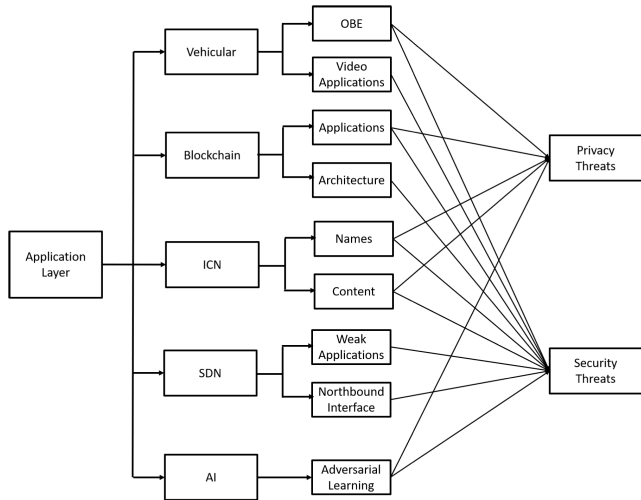 Application
Layer
Vehicular
Blockchain
ICN
SDN
AI
OBE
Video
Applications
Applications
Architecture
Names
Content
Weak
Applications
Northbound
Interface
Adversarial
Learning
Privacy
Threats
Security
Threats